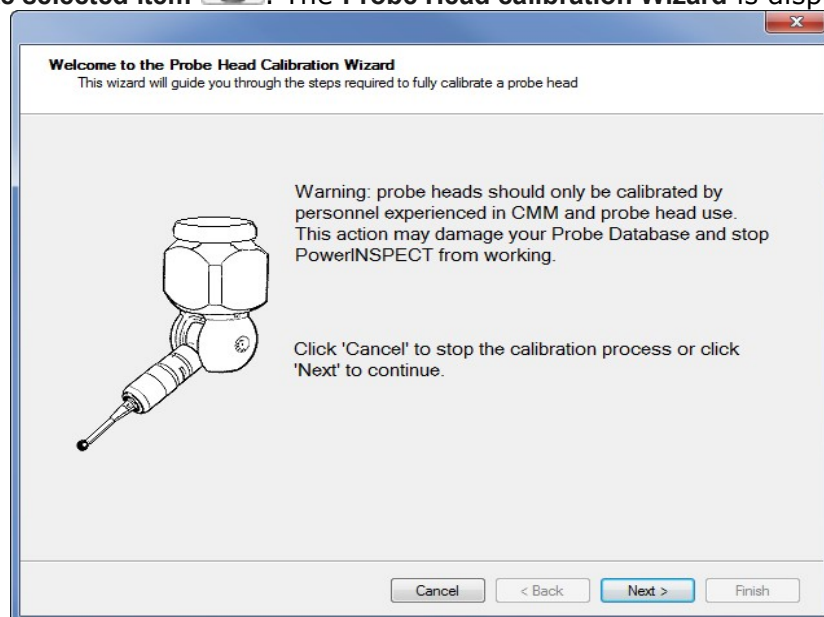 selected item . The Probe Head calibration Wizard is disp
Welcome to the Probe Head Calibration Wizard
This wizard will guide you through the steps required to fully calibrate a probe head
Warning: probe heads should only be calibrated by
personnel experienced in CMM and probe head use.
This action may damage your Probe Database and stop
PowerINSPECT from working.
Click 'Cancel' to stop the calibration process or click
'Next' to continue.
Cancel < Back Next > Finish